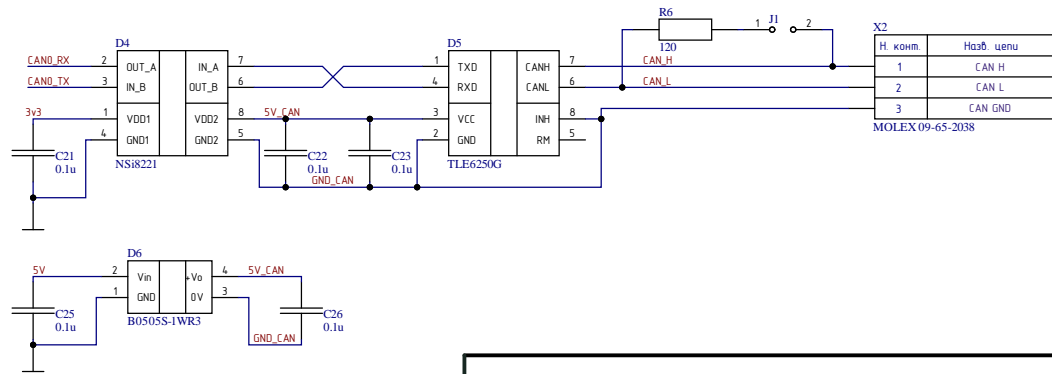 R6
J1
1
2
120
X2
Н. конт.
Назв. цепи
1
CAN H
2
CAN L
3
CAN GND
MOLEX 09-65-2038
D4
CAN0_RX
2
OUT_A
IN_A
7
CAN0_TX
3
IN_B
OUT_B
6
3v3
1
VDD1
VDD2
8
5V_CAN
4
GND1
GND2
5
NSi8221
C21
0.1u
C22
0.1u
C23
0.1u
GND_CAN
D5
1
TXD
CANH
7
CAN_H
4
RXD
CANL
6
CAN_L
3
VCC
INH
8
2
GND
RM
5
TLE6250G
D6
5V
2
Vin
+Vo
4
5V_CAN
1
GND
0V
3
B0505S-1WR3
C25
0.1u
C26
0.1u
GND_CAN